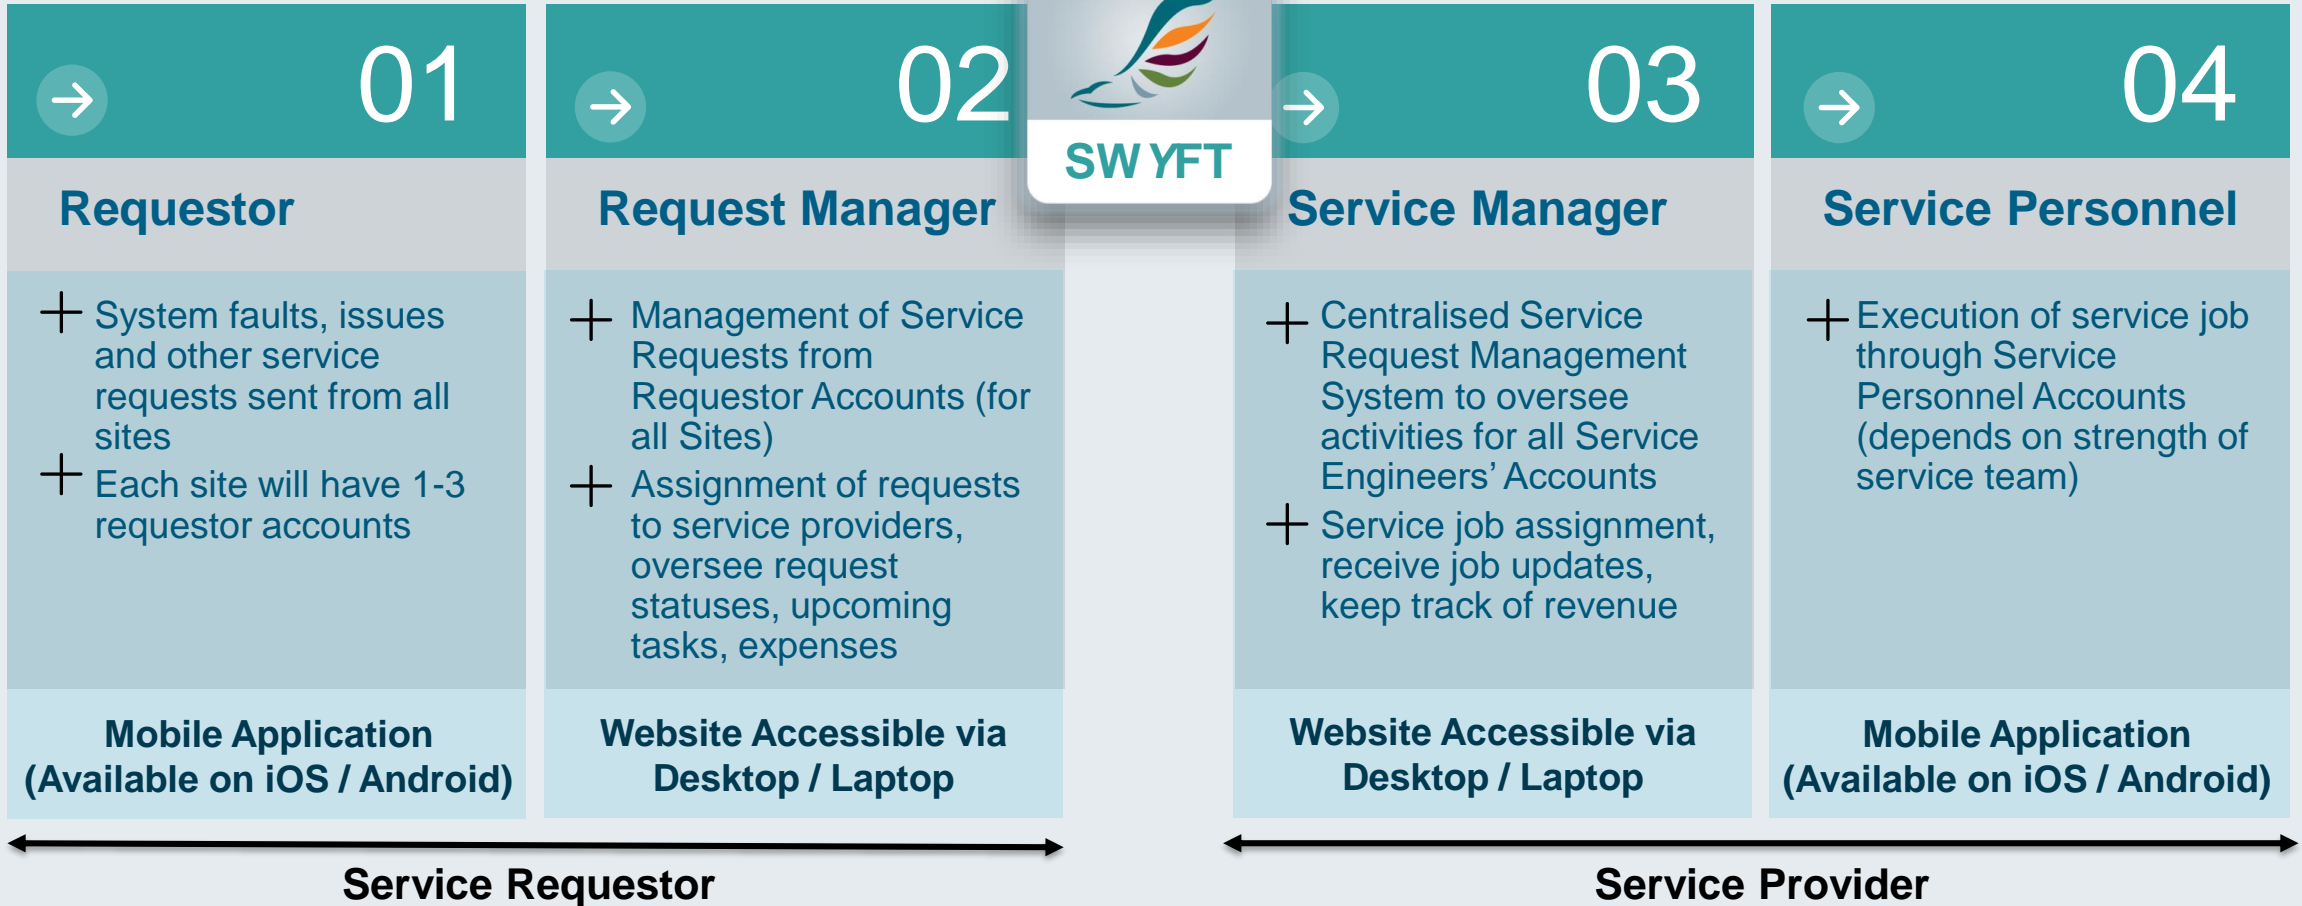 01
Requestor
System faults, issues
and other service
requests sent from all
sites
Each site will have 1-3
requestor accounts
Mobile Application
(Available on iOS / Android)
02
Request Manager
Management of Service
Requests from
Requestor Accounts (for
all Sites)
Assignment of requests
to service providers,
oversee request
statuses, upcoming
tasks, expenses
Website Accessible via
Desktop / Laptop
SWYFT
03
Service Manager
Centralised Service
Request Management
System to oversee
activities for all Service
Engineers' Accounts
Service job assignment,
receive job updates,
keep track of revenue
Website Accessible via
Desktop / Laptop
04
Service Personnel
Execution of service job
through Service
Personnel Accounts
(depends on strength of
service team)
Mobile Application
(Available on iOS / Android)
Service Requestor
Service Provider